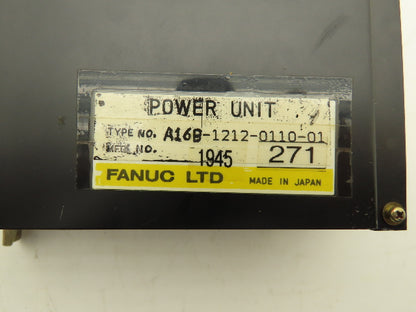 POWER UNIT
TYPE NO. A16B-1212-0110-01
MFG. NO. 1945 271
FANUC LTD MADE IN JAPAN